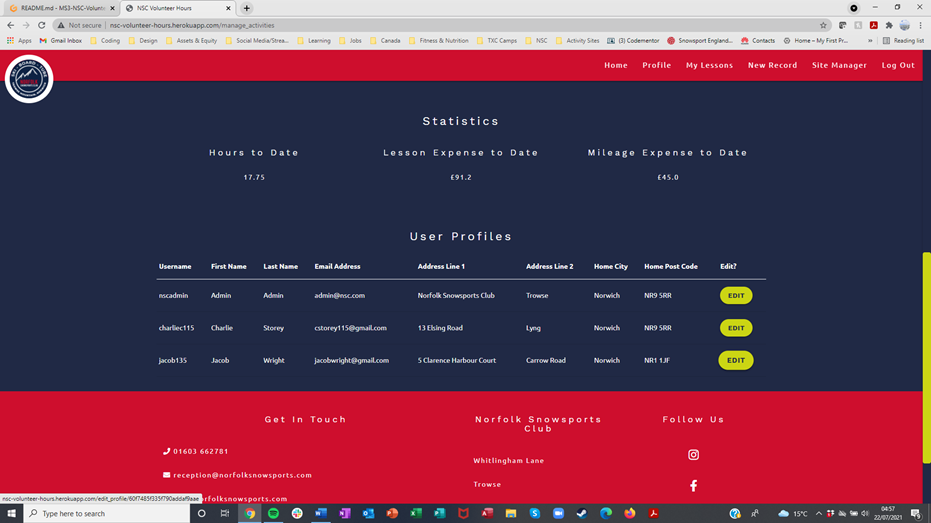 README.md - MS3-NSC-Volunt
NSC Volunteer Hours
Not secure
nsc-volunteer-hours.herokuapp.com/manage_activities
Apps Gmail Inbox Coding Design Assets & Equity Social Media/Strea... Learning Jobs Canada Fitness & Nutrition TXC Camps NSC Activity Sites (3) Codementor Snowsport England... Contacts Home – My First Pr... » Reading list
Home Profile My Lessons New Record Site Manager Log Out
Statistics
Hours to Date Lesson Expense to Date Mileage Expense to Date
17.75 £91.2 £45.0
User Profiles
Username First Name Last Name Email Address Address Line 1 Address Line 2 Home City Home Post Code Edit?
nscadmin Admin Admin admin@nsc.com Norfolk Snowsports Club Trowse Norwich NR9 5RR EDIT
charliec115 Charlie Storey cstorey115@gmail.com 13 Elsing Road Lyng Norwich NR9 5RR EDIT
jacob135 Jacob Wright jacobwright@gmail.com 5 Clarence Harbour Court Carrow Road Norwich NR1 1JF EDIT
Get In Touch
Norfolk Snowsports
Club
Follow Us
01603 662781
Whitlingham Lane
reception@norfolksnowsports.com
Trowse
nsc-volunteer-hours.herokuapp.com/edit_profile/60f7485f335f790addaf9aae
norfolksnowsports.com
Type here to search
15°C
04:57
22/07/2021